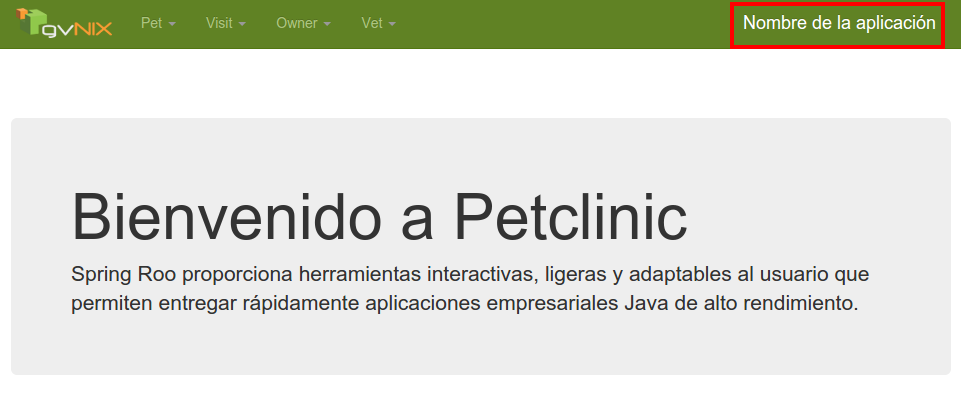 gvNIX Pet Visit Owner Vet Nombre de la aplicación
Bienvenido a Petclinic
Spring Roo proporciona herramientas interactivas, ligeras y adaptables al usuario que
permiten entregar rápidamente aplicaciones empresariales Java de alto rendimiento.